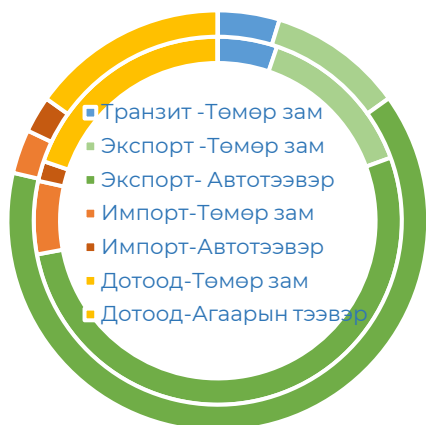 Транзит -Төмөр зам
Экспорт -Төмөр зам
Экспорт- Автотээвэр
Импорт-Төмөр зам
Импорт-Автотээвэр
Дотоод-Төмөр зам
Дотоод-Агаарын тээвэр